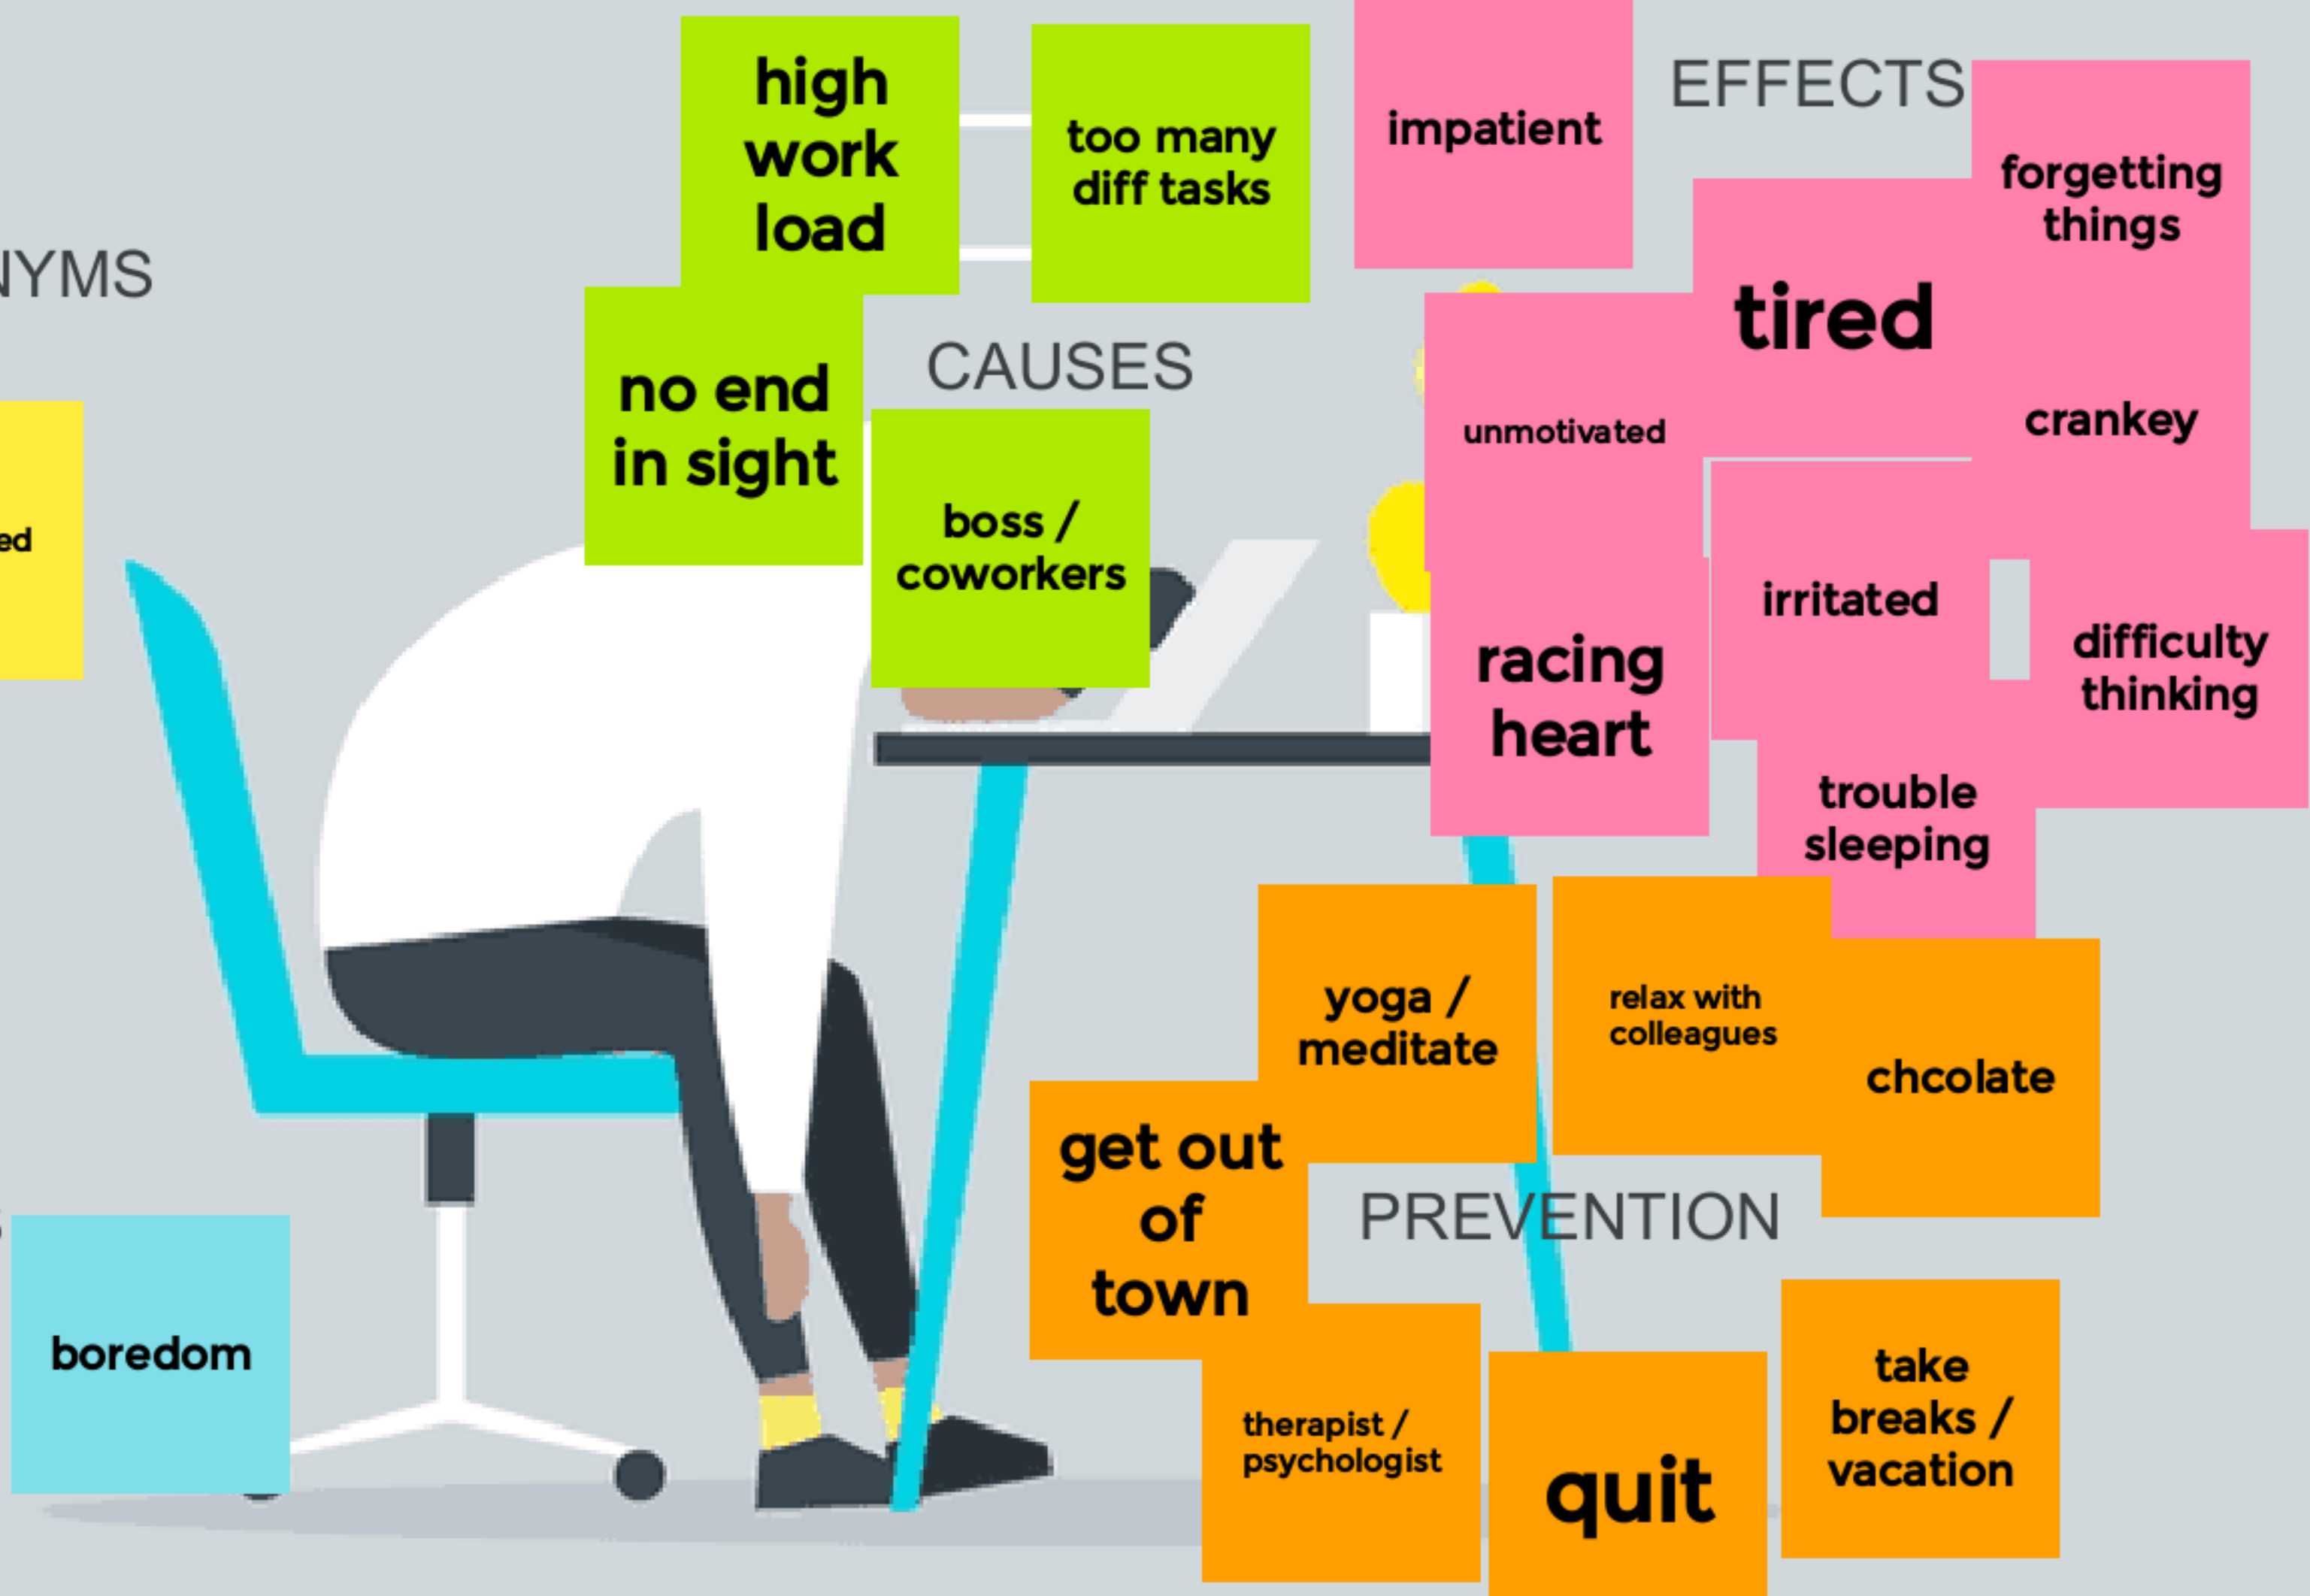 high
work
load
too many
diff tasks
impatient
EFFECTS
forgetting
things
NYMS
tired
no end
in sight
CAUSES
unmotivated
crankey
ed
boss /
coworkers
irritated
racing
heart
difficulty
thinking
trouble
sleeping
yoga /
meditate
relax with
colleagues
chcolate
get out
of
town
PREVENTION
boredom
therapist /
psychologist
quit
take
breaks /
vacation